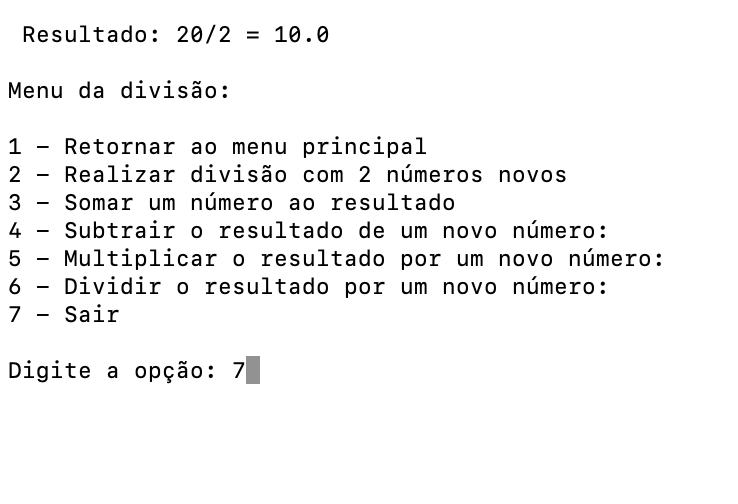 Resultado: 20/2 = 10.0
Menu da divisão:
1 – Retornar ao menu principal
2 – Realizar divisão com 2 números novos
3 – Somar um número ao resultado
4 – Subtrair o resultado de um novo número:
5 – Multiplicar o resultado por um novo número:
6 – Dividir o resultado por um novo número:
7 – Sair
Digite a opção: 7